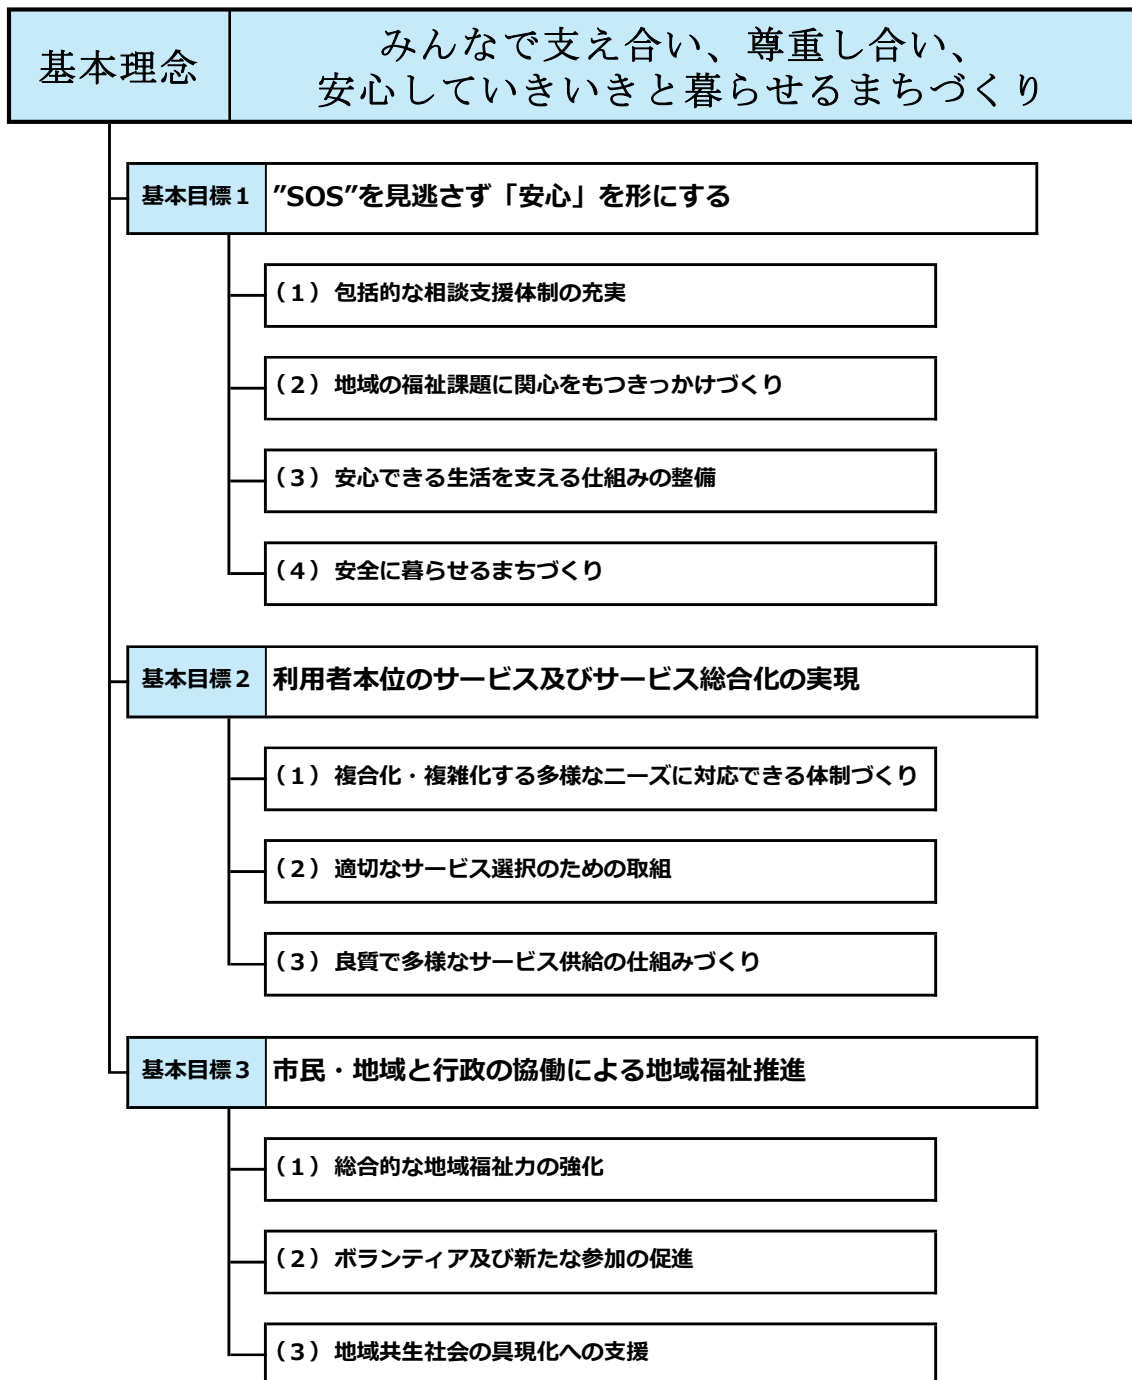 基本理念
みんなで支え合い、尊重し合い、
安心していきいきと暮らせるまちづくり
基本目標１ ”SOS”を見逃さず「安心」を形にする
（１）包括的な相談支援体制の充実
（２）地域の福祉課題に関心をもつきっかけづくり
（３）安心できる生活を支える仕組みの整備
（４）安全に暮らせるまちづくり
基本目標２ 利用者本位のサービス及びサービス総合化の実現
（１）複合化・複雑化する多様なニーズに対応できる体制づくり
（２）適切なサービス選択のための取組
（３）良質で多様なサービス供給の仕組みづくり
基本目標３ 市民・地域と行政の協働による地域福祉推進
（１）総合的な地域福祉力の強化
（２）ボランティア及び新たな参加の促進
（３）地域共生社会の具現化への支援